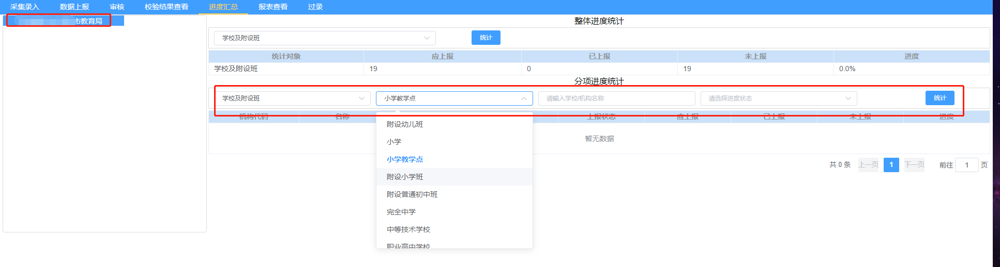 采集录入 数据上报 审核 校验结果查看 进度汇总 报表查看 过录
市教育局
整体进度统计
学校及附设班 统计
统计对象 应上报 已上报 未上报 进度
学校及附设班 19 0 19 0.0%
分项进度统计
学校及附设班 小学教学点 请输入学校/机构名称 请选择进度状态 统计
机构代码 名称 上报状态 应上报 已上报 未上报 进度
暂无数据
附设幼儿班
小学
小学教学点
附设小学班
附设普通初中班
完全中学
中等技术学校
职业高中学校
共 0 条 上一页 1 下一页 前往 1 页